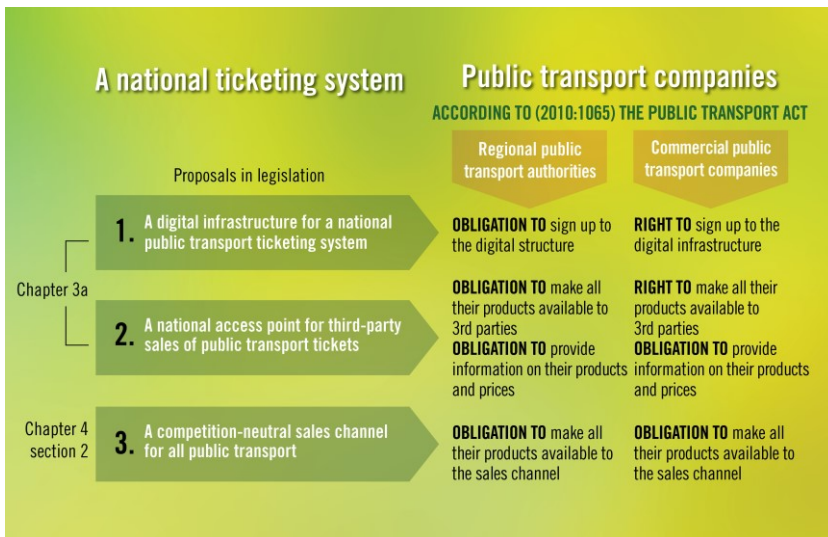 A national ticketing system
Public transport companies
ACCORDING TO (2010:1065) THE PUBLIC TRANSPORT ACT
Regional public
transport authorities
Commercial public
transport companies
Proposals in legislation
Chapter 3a
1. A digital infrastructure for a national
public transport ticketing system
OBLIGATION TO sign up to
the digital structure
RIGHT TO sign up to the
digital infrastructure
2. A national access point for third-party
sales of public transport tickets
OBLIGATION TO make all
their products available to
3rd parties
OBLIGATION TO provide
information on their products
and prices
RIGHT TO make all their
products available to
3rd parties
OBLIGATION TO provide
information on their products
and prices
Chapter 4
section 2
3. A competition-neutral sales channel
for all public transport
OBLIGATION TO make all
their products available to
the sales channel
OBLIGATION TO make all
their products available to
the sales channel